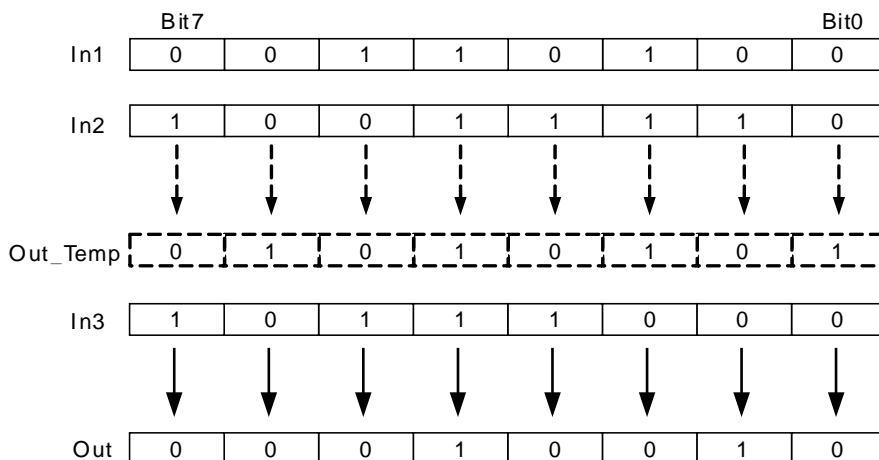 Bit7 Bit0
In1 0 0 1 1 0 1 0 0
In2 1 0 0 1 1 1 1 0
Out_Temp 0 1 0 1 0 1 0 1
In3 1 0 1 1 1 0 0 0
Out 0 0 0 1 0 0 1 0